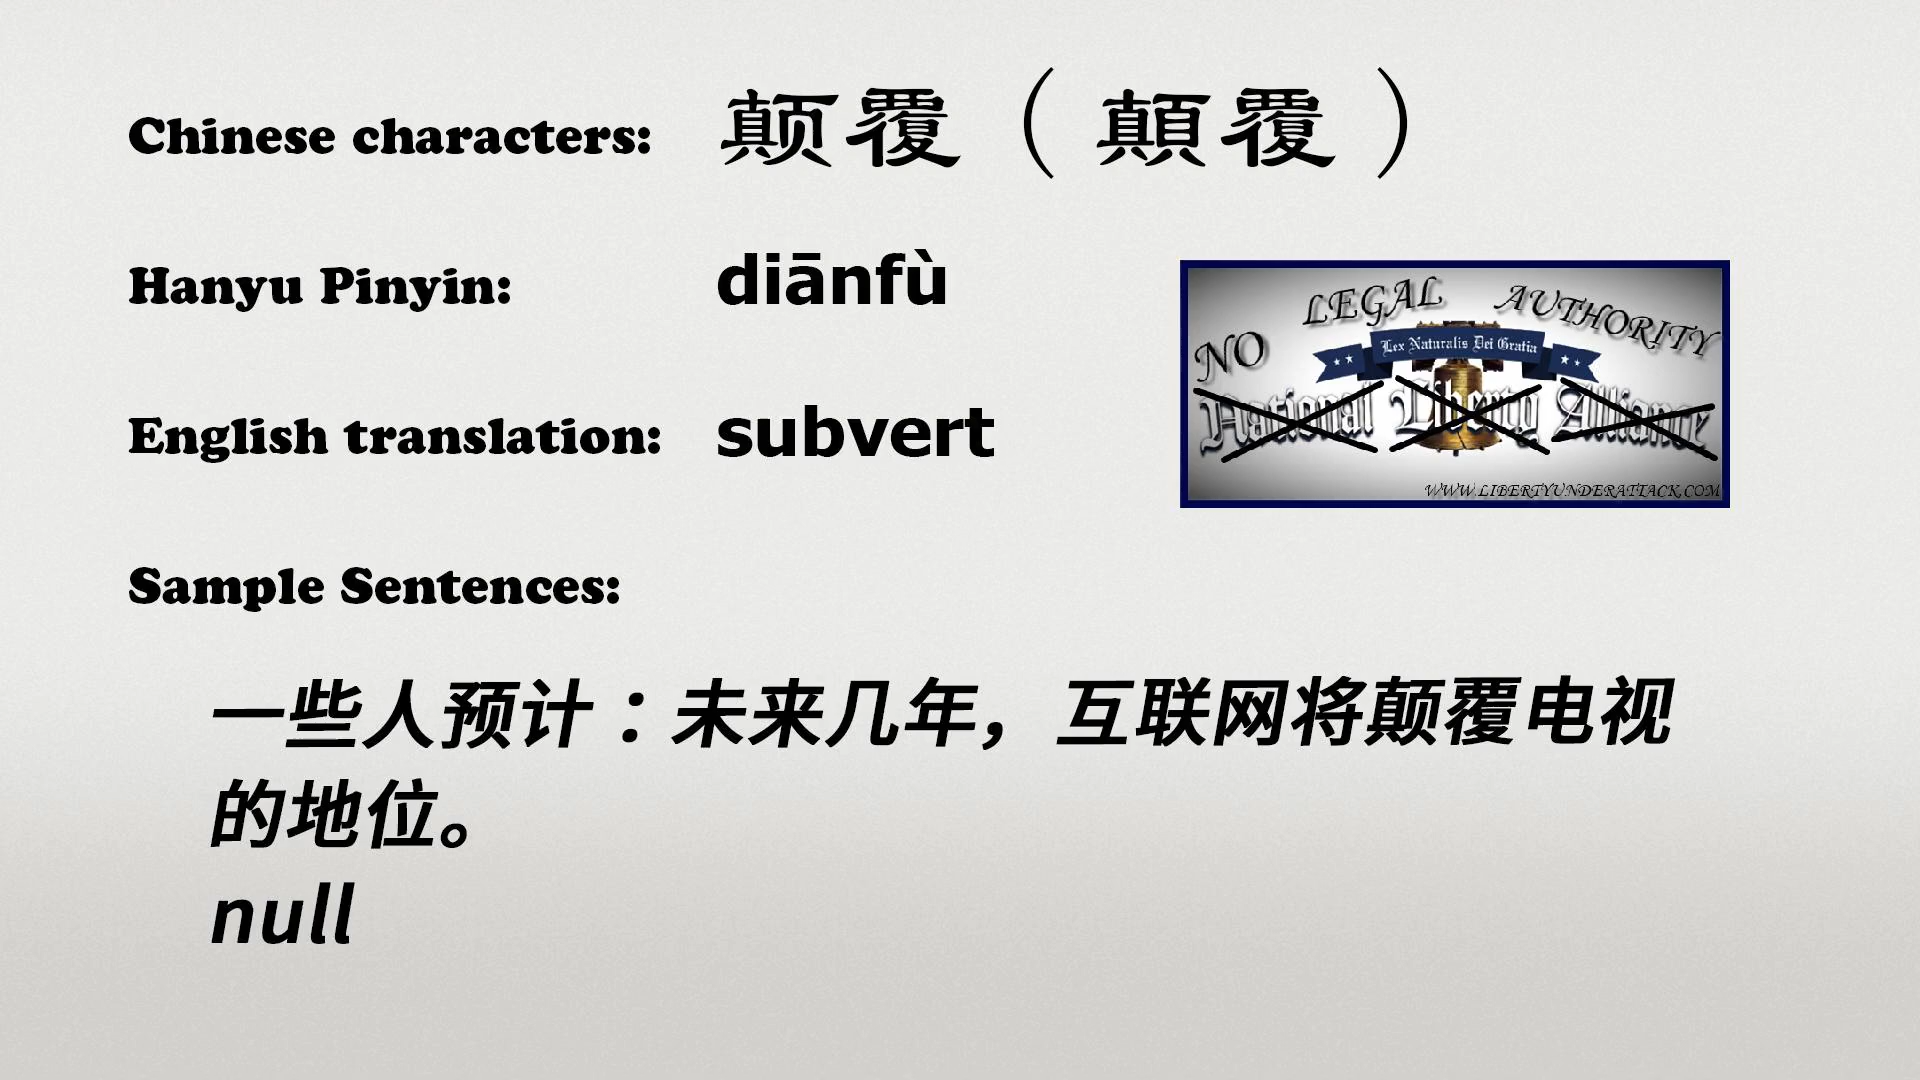 Chinese characters: 颠覆（顛覆）
Hanyu Pinyin: diānfù
English translation: subvert
NO LEGAL AUTHORITY
Lex Naturalis Dei Gratia
National Liberty Alliance
WWW.LIBERTYUNDERATTACK.COM
Sample Sentences:
一些人预计：未来几年，互联网将颠覆电视
的地位。
null